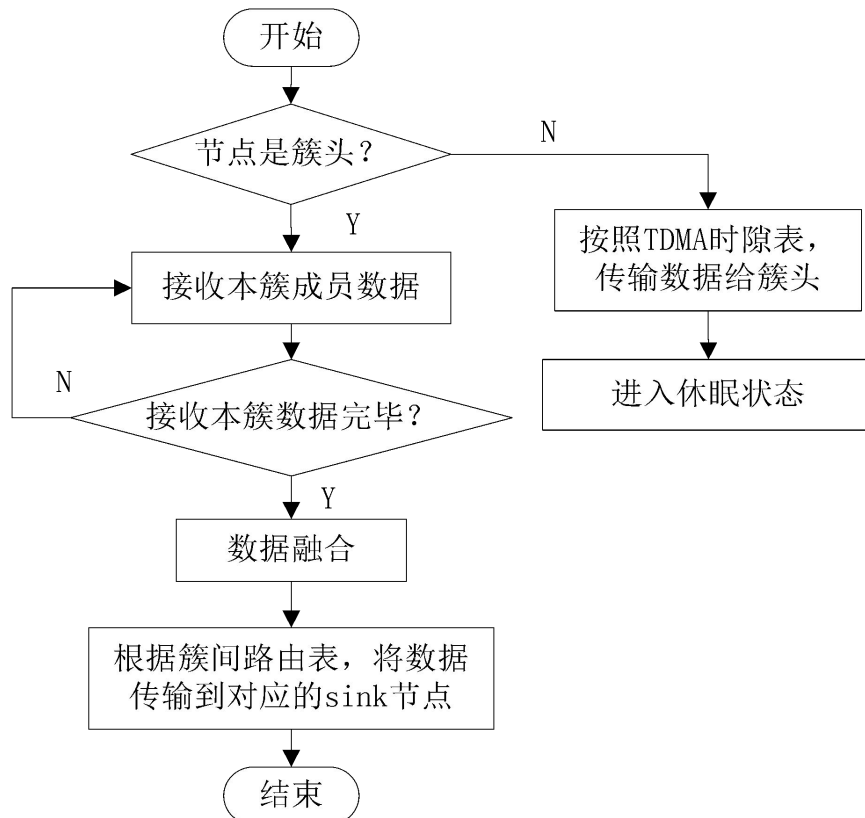 开始
节点是簇头？
N
Y
按照TDMA时隙表，
传输数据给簇头
接收本簇成员数据
进入休眠状态
N
接收本簇数据完毕？
Y
数据融合
根据簇间路由表，将数据
传输到对应的sink节点
结束